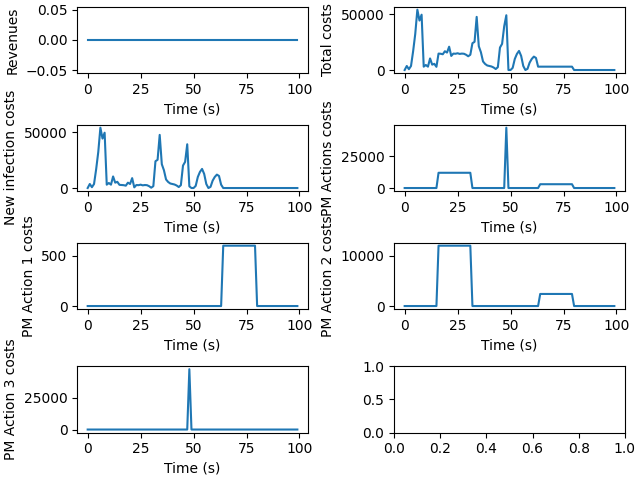 Revenues
0.05
0.00
−0.05
0 25 50 75 100
Time (s)
Total costs
50000
0
0 25 50 75 100
Time (s)
New infection costs
50000
0
0 25 50 75 100
Time (s)
PM Actions costs
25000
0
0 25 50 75 100
Time (s)
PM Action 1 costs
500
0
0 25 50 75 100
Time (s)
PM Action 2 costs
10000
0
0 25 50 75 100
Time (s)
PM Action 3 costs
25000
0
0 25 50 75 100
Time (s)
1.0
0.5
0.0
0.0 0.2 0.4 0.6 0.8 1.0